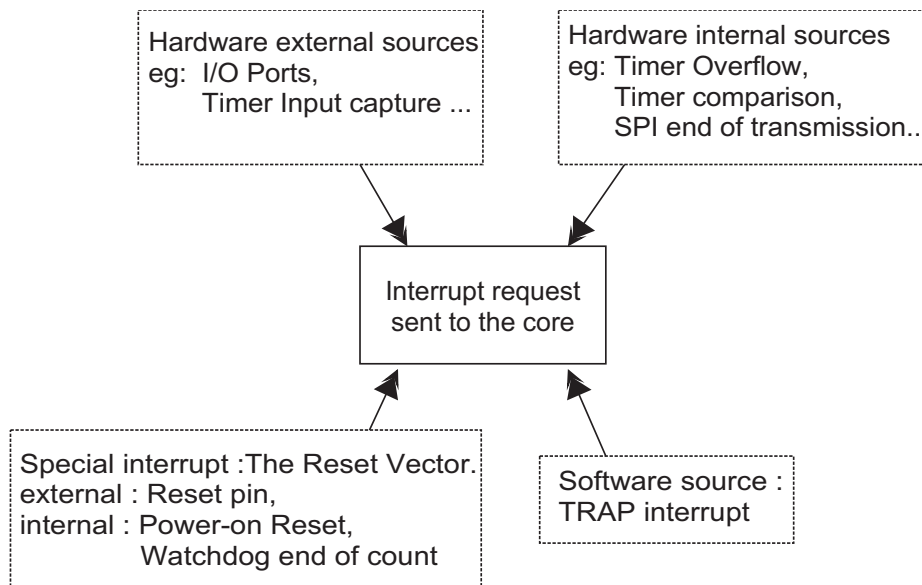 Hardware external sources
eg: I/O Ports,
Timer Input capture ...
Hardware internal sources
eg: Timer Overflow,
Timer comparison,
SPI end of transmission..
Interrupt request
sent to the core
Special interrupt :The Reset Vector.
external : Reset pin,
internal : Power-on Reset,
Watchdog end of count
Software source :
TRAP interrupt